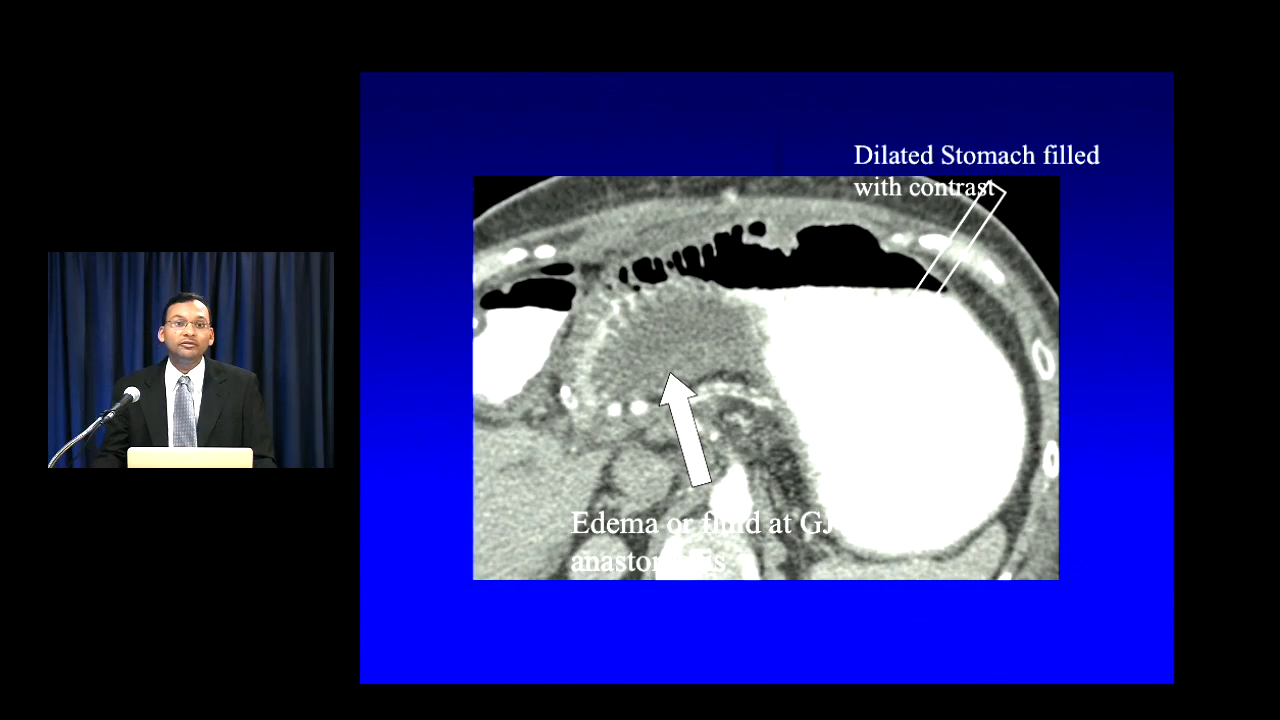 Dilated Stomach filled
with contrast
Edema or fluid at GJ
anastomosis